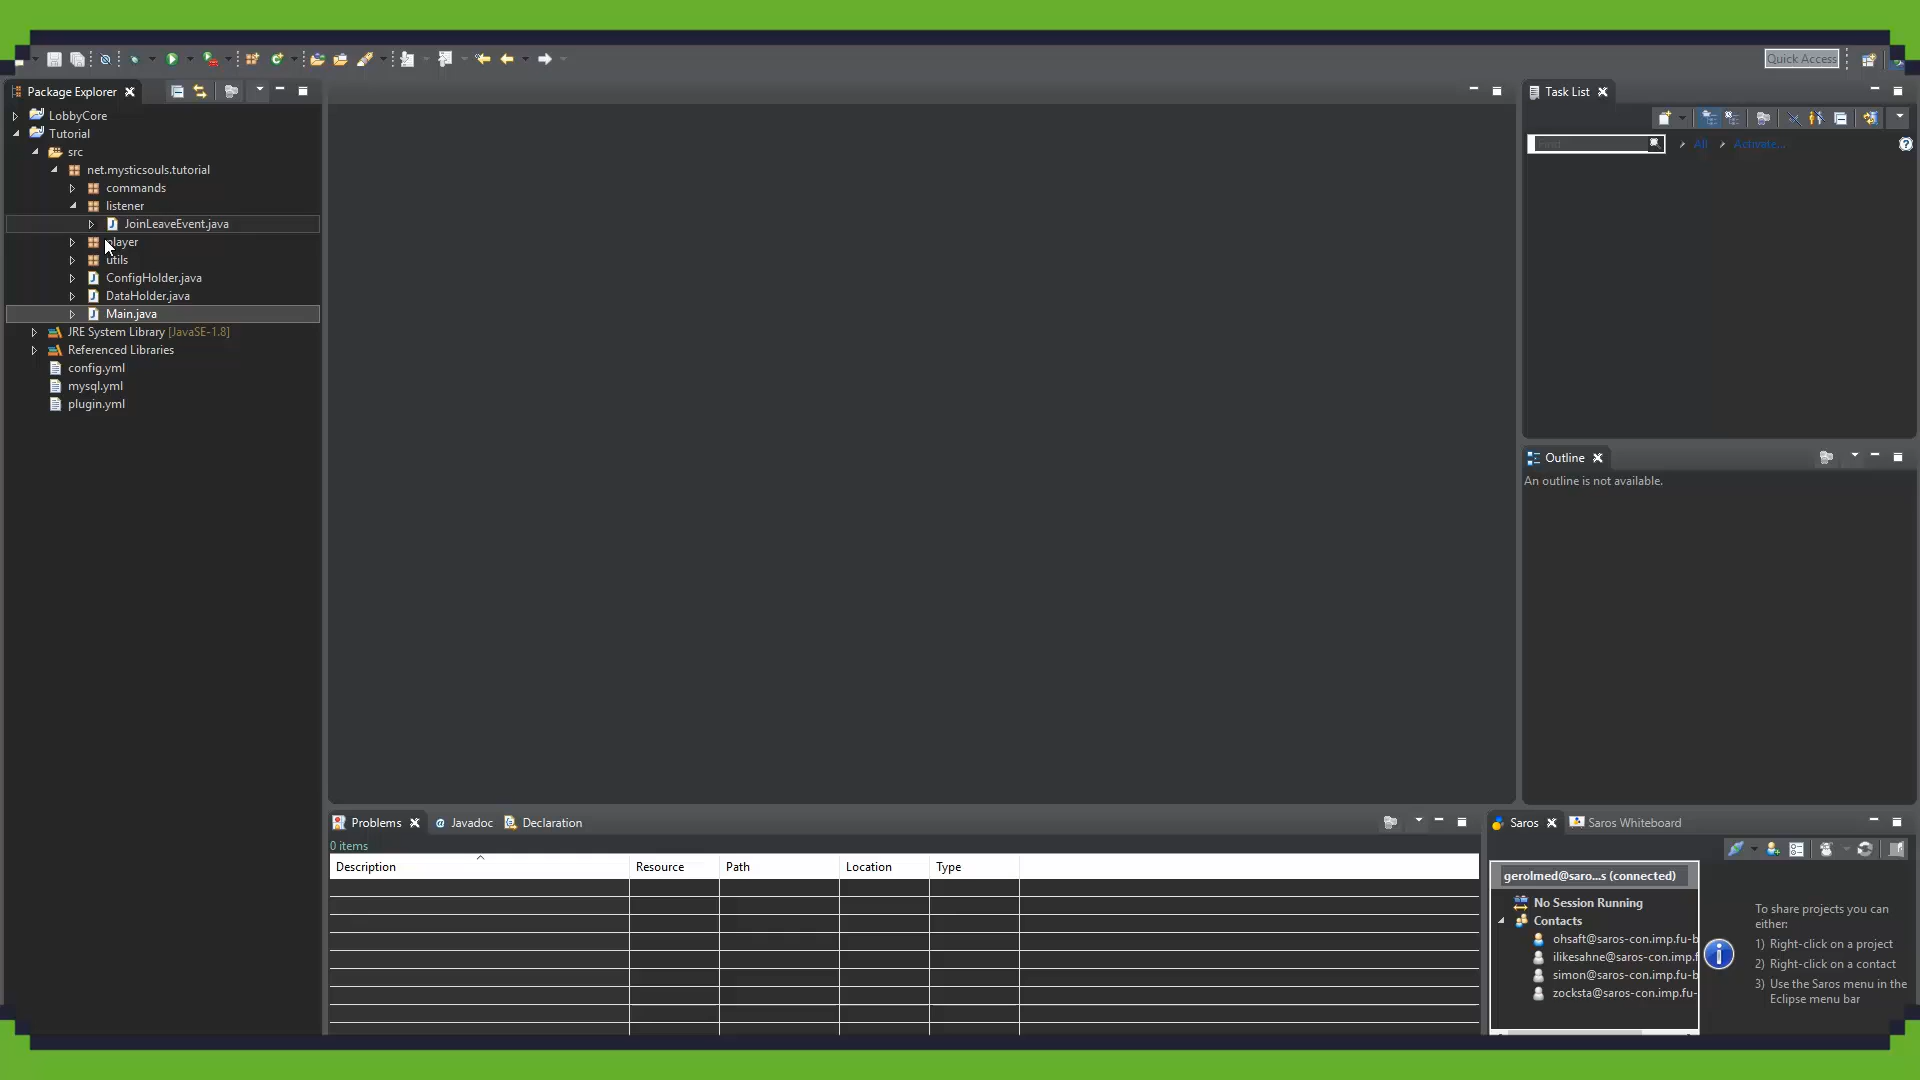 Quick Access
Package Explorer
LobbyCore
Tutorial
src
net.mysticsouls.tutorial
commands
listener
JoinLeaveEvent.java
player
utils
ConfigHolder.java
DataHolder.java
Main.java
JRE System Library [JavaSE-1.8]
Referenced Libraries
config.yml
mysql.yml
plugin.yml
Task List
All
Activate...
Outline
An outline is not available.
Problems
Javadoc
Declaration
0 items
Description Resource Path Location Type
Saros
Saros Whiteboard
gerolmed@saro...s (connected)
No Session Running
Contacts
ohsaft@saros-con.imp.fu-b
ilikesahne@saros-con.imp.f
simon@saros-con.imp.fu-b
zocksta@saros-con.imp.fu-
To share projects you can
either:
1) Right-click on a project
2) Right-click on a contact
3) Use the Saros menu in the
Eclipse menu bar